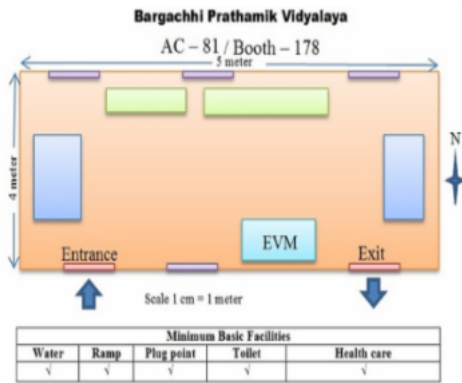 Bargachhi Prathamik Vidyalaya
AC – 81 / Booth – 178
5 meter
4 meter
N
EVM
Entrance
Exit
Scale 1 cm = 1 meter
Minimum Basic Facilities
Water Ramp Plug point Toilet Health care
√ √ √ √ √